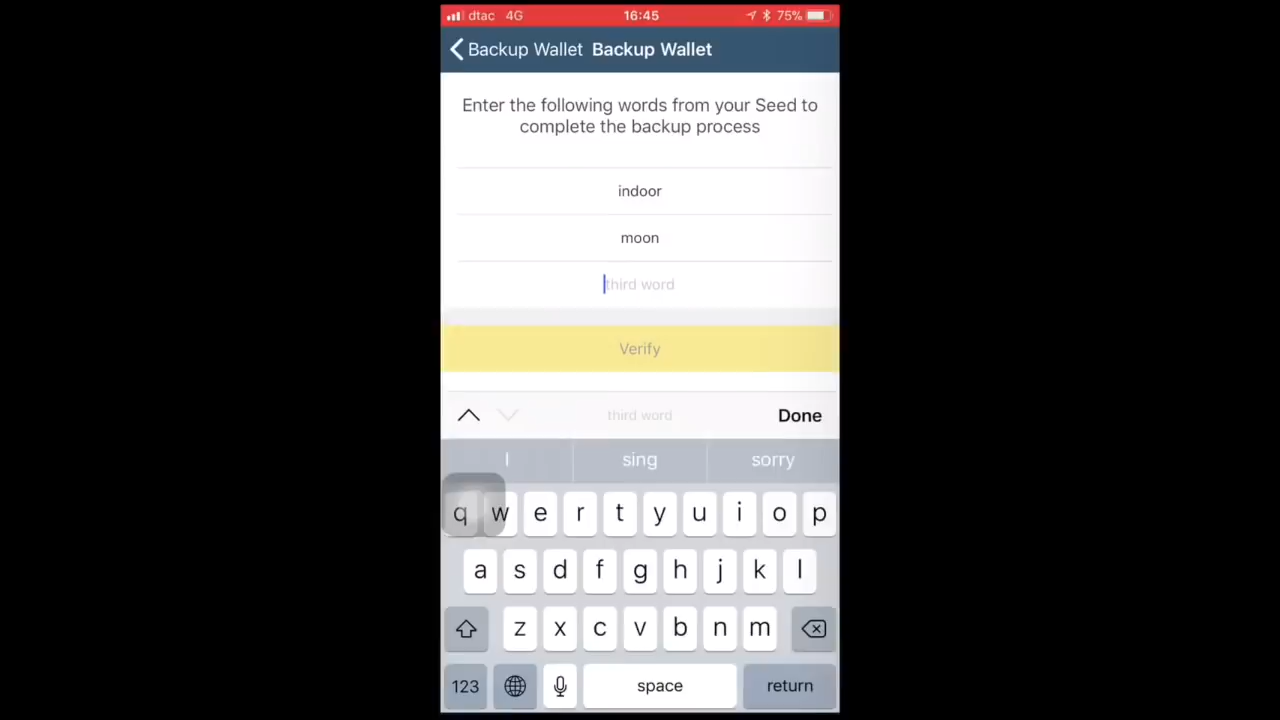 dtac 4G 16:45 75%
Backup Wallet Backup Wallet
Enter the following words from your Seed to
complete the backup process
indoor
moon
third word
Verify
third word Done
I sing sorry
q w e r t y u i o p
a s d f g h j k l
z x c v b n m
123 space return